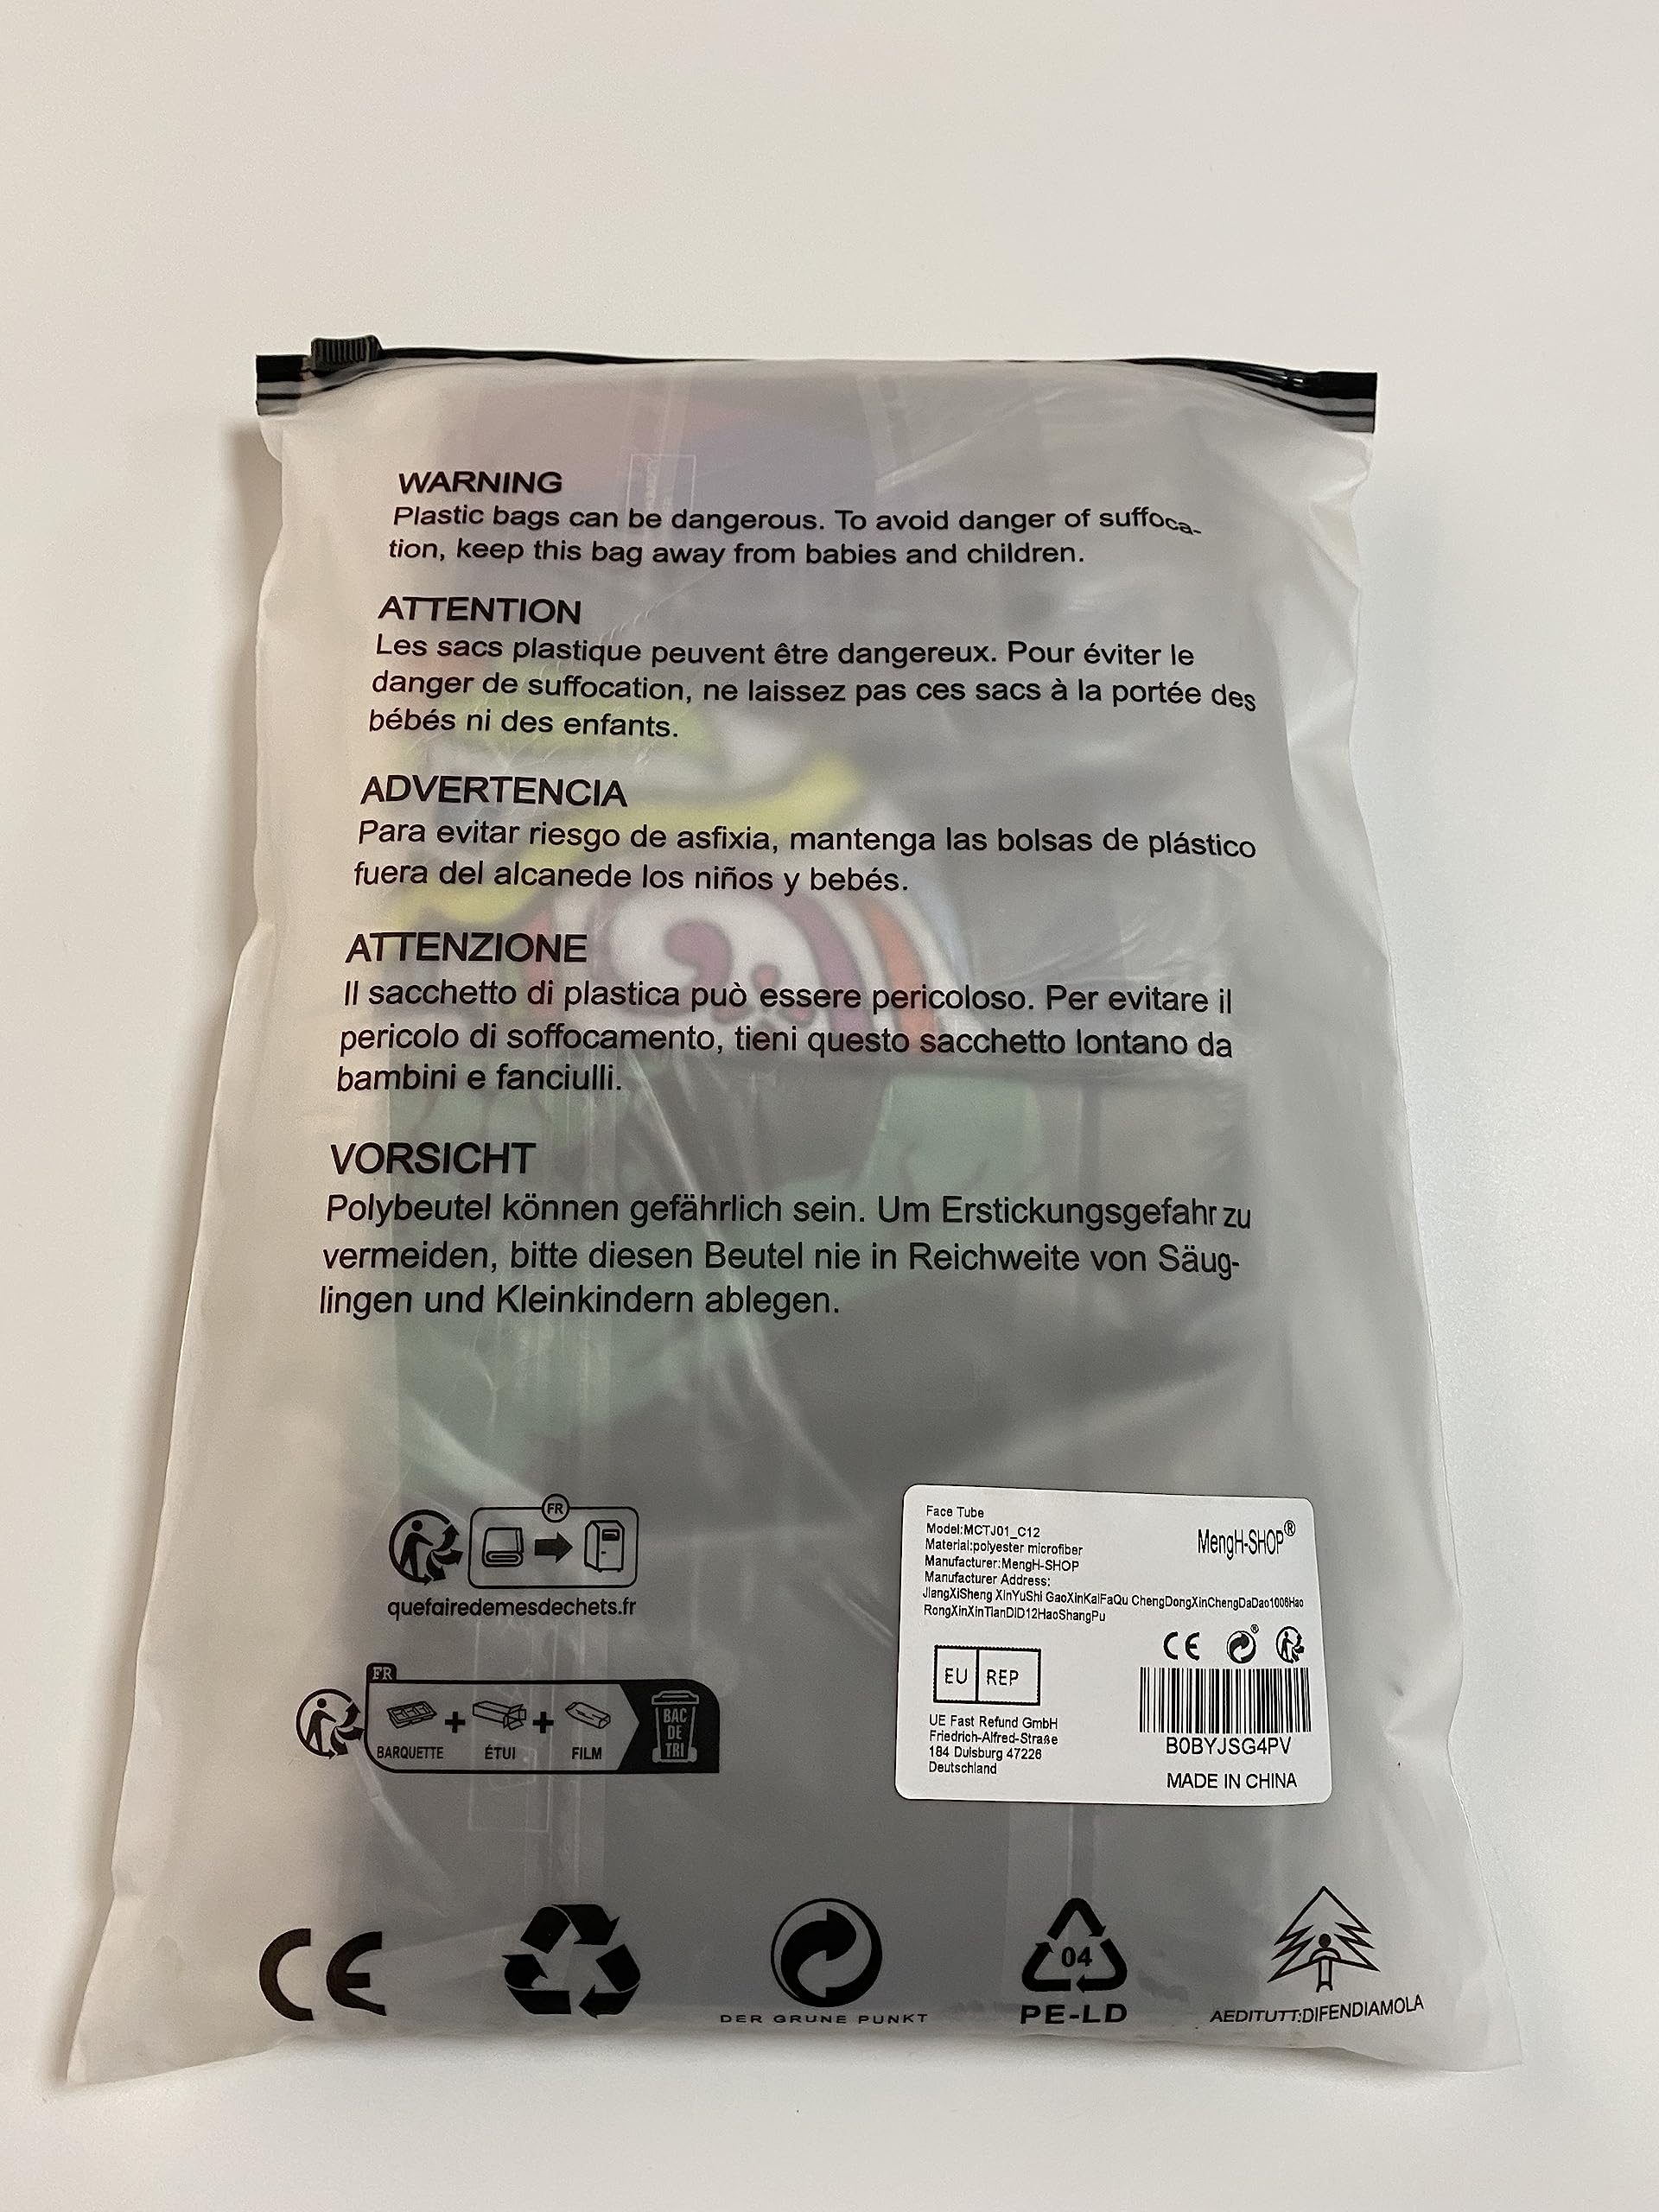 WARNING
Plastic bags can be dangerous. To avoid danger of suffoca-
tion, keep this bag away from babies and children.
ATTENTION
Les sacs plastique peuvent être dangereux. Pour éviter le
danger de suffocation, ne laissez pas ces sacs à la portée des
bébés ni des enfants.
ADVERTENCIA
Para evitar riesgo de asfixia, mantenga las bolsas de plástico
fuera del alcanede los niños y bebés.
ATTENZIONE
Il sacchetto di plastica può essere pericoloso. Per evitare il
pericolo di soffocamento, tieni questo sacchetto lontano da
bambini e fanciulli.
VORSICHT
Polybeutel können gefährlich sein. Um Erstickungsgefahr zu
vermeiden, bitte diesen Beutel nie in Reichweite von Säug-
lingen und Kleinkindern ablegen.
FR
quefairedemesdechets.fr
FR
BARQUETTE + ÉTUI + FILM
BAC
DE
TRI
Face Tube
Model:MCTJ01_C12
Material:polyester microfiber
Manufacturer:MengH-SHOP
Manufacturer Address:
JiangXiSheng XinYuShi GaoXinKaiFaQu ChengDongXinChengDaDao1006Hao
RongXinXinTianDiD12HaoShangPu
MengH-SHOP®
CE
EU REP
UE Fast Refund GmbH
Friedrich-Alfred-Straße
184 Duisburg 47226
Deutschland
B0BYJSG4PV
MADE IN CHINA
CE
DER GRUNE PUNKT
04
PE-LD
AEDITUTT:DIFENDIAMOLA